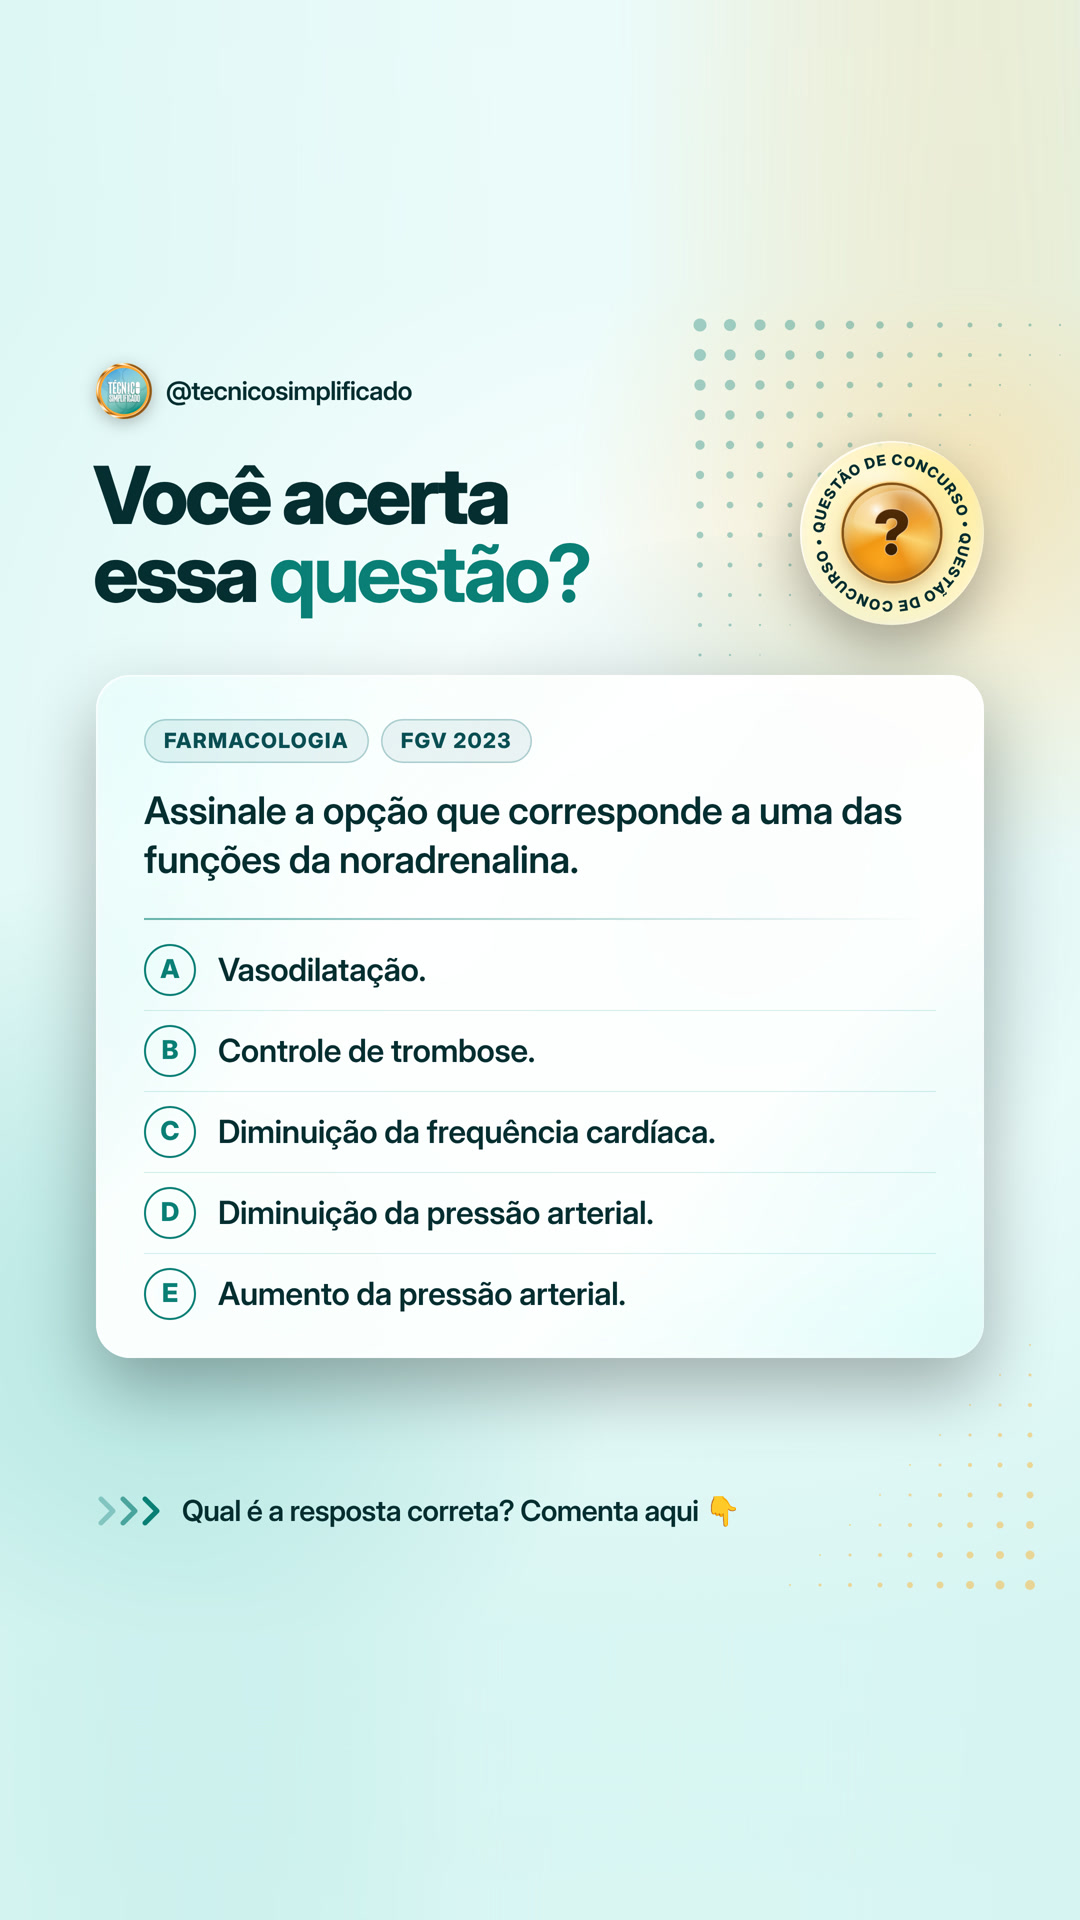 TÉCNICO
SIMPLIFICADO
@tecnicosimplificado
Você acerta
essa questão?
QUESTÃO DE CONCURSO • QUESTÃO DE CONCURSO •
?
FARMACOLOGIA FGV 2023
Assinale a opção que corresponde a uma das
funções da noradrenalina.
A Vasodilatação.
B Controle de trombose.
C Diminuição da frequência cardíaca.
D Diminuição da pressão arterial.
E Aumento da pressão arterial.
Qual é a resposta correta? Comenta aqui 👇